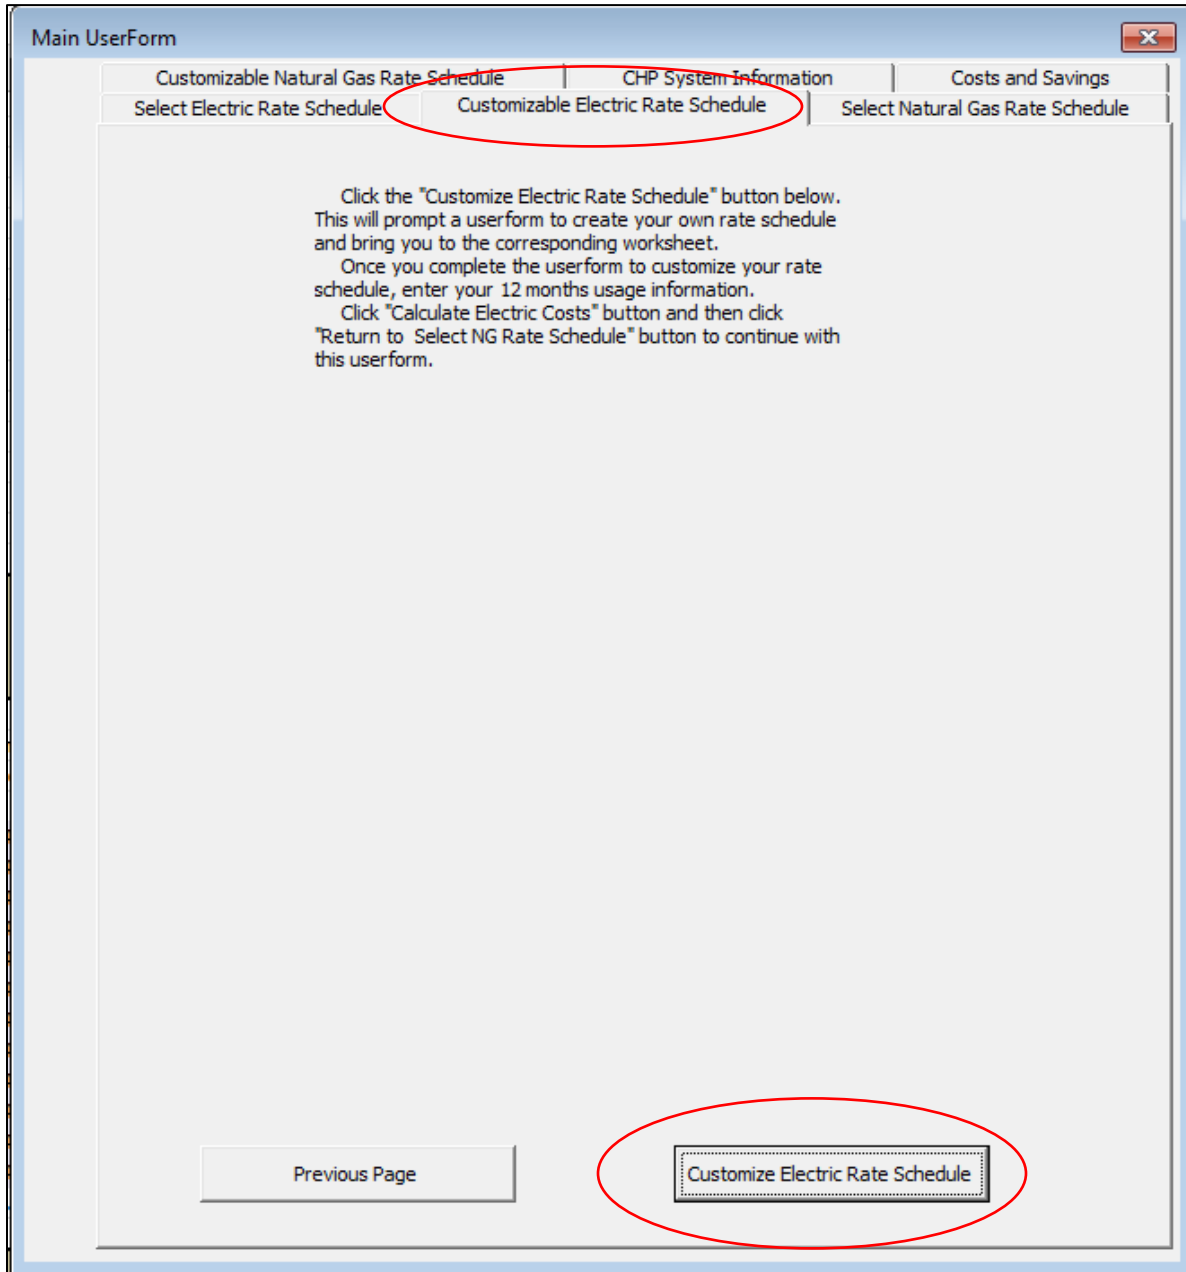 Main UserForm
Customizable Natural Gas Rate Schedule CHP System Information Costs and Savings
Select Electric Rate Schedule Customizable Electric Rate Schedule Select Natural Gas Rate Schedule
Click the "Customize Electric Rate Schedule" button below.
This will prompt a userform to create your own rate schedule
and bring you to the corresponding worksheet.
Once you complete the userform to customize your rate
schedule, enter your 12 months usage information.
Click "Calculate Electric Costs" button and then click
"Return to Select NG Rate Schedule" button to continue with
this userform.
Previous Page Customize Electric Rate Schedule